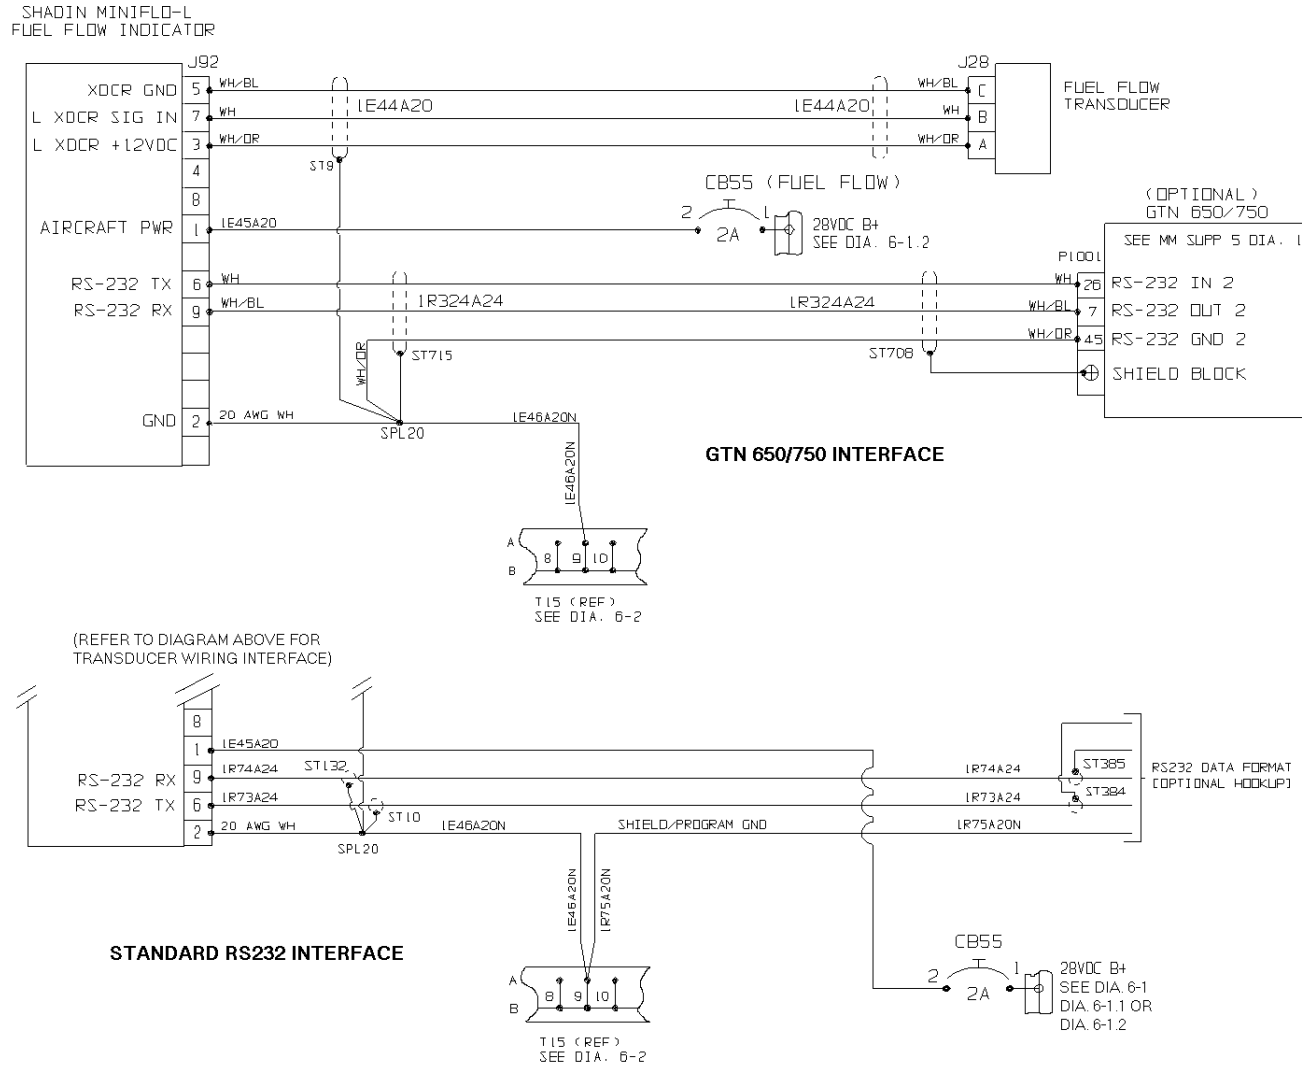 SHADIN MINIFLO-L
FUEL FLOW INDICATOR
J92
XDCR GND 5 WH/BL
L XDCR SIG IN 7 WH
L XDCR +12VDC 3 WH/OR
4
8
AIRCRAFT PWR 1 1E45A20
RS-232 TX 6 WH
RS-232 RX 9 WH/BL
GND 2 20 AWG WH
1E44A20
ST9
1E44A20
J28
WH/BL C
WH B
WH/OR A
FUEL FLOW
TRANSDUCER
CB55 (FUEL FLOW)
2 1
2A
28VDC B+
SEE DIA. 6-1.2
(OPTIONAL)
GTN 650/750
SEE MM SUPP 5 DIA. 1
P1001
WH 26 RS-232 IN 2
WH/BL 7 RS-232 OUT 2
WH/OR 45 RS-232 GND 2
SHIELD BLOCK
1R324A24
1R324A24
WH/OR
ST715
ST708
SPL20
1E46A20N
1E46A20N
GTN 650/750 INTERFACE
A
8 9 10
B
T15 (REF)
SEE DIA. 6-2
(REFER TO DIAGRAM ABOVE FOR
TRANSDUCER WIRING INTERFACE)
8
1 1E45A20
RS-232 RX 9 1R74A24
RS-232 TX 6 1R73A24
2 20 AWG WH
ST132
ST10
SPL20
1E46A20N
SHIELD/PROGRAM GND
1R74A24
1R73A24
1R75A20N
ST385
ST384
RS232 DATA FORMAT
[OPTIONAL HOOKUP]
1E46A20N
1R75A20N
STANDARD RS232 INTERFACE
A
8 9 10
B
T15 (REF)
SEE DIA. 6-2
CB55
2 1
2A
28VDC B+
SEE DIA. 6-1
DIA. 6-1.1 OR
DIA. 6-1.2